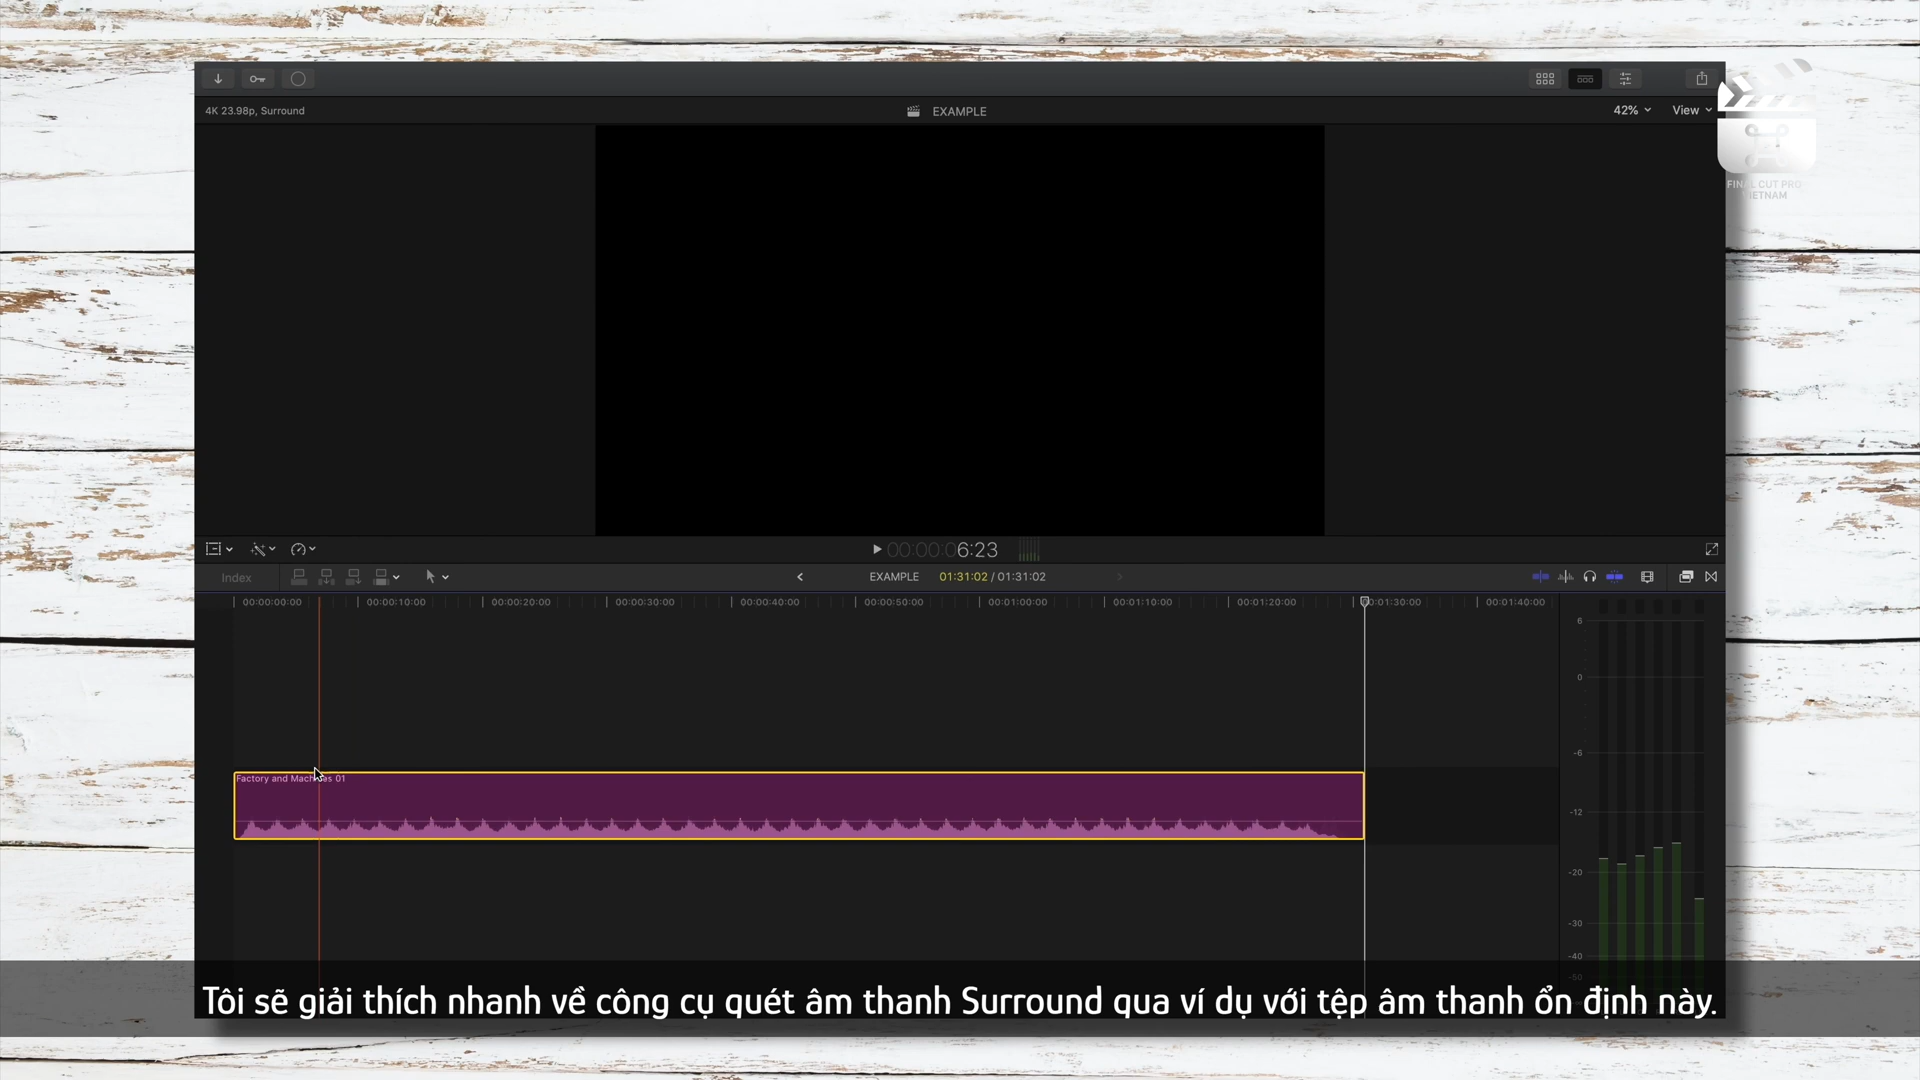 4K 23.98p, Surround
EXAMPLE
42%
View
FINAL CUT PRO
VIETNAM
00:00:06:23
Index
EXAMPLE
01:31:02 / 01:31:02
00:00:00:00
00:00:10:00
00:00:20:00
00:00:30:00
00:00:40:00
00:00:50:00
00:01:00:00
00:01:10:00
00:01:20:00
00:01:30:00
00:01:40:00
6
0
-6
-12
-20
-30
-40
-50
Factory and Machines 01
Tôi sẽ giải thích nhanh về công cụ quét âm thanh Surround qua ví dụ với tệp âm thanh ổn định này.